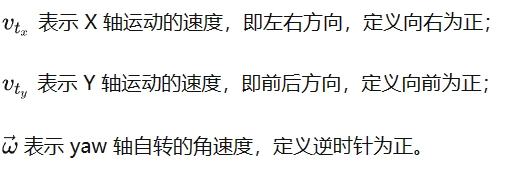 $v_{t_x}$ 表示 X 轴运动的速度，即左右方向，定义向右为正；
$v_{t_y}$ 表示 Y 轴运动的速度，即前后方向，定义向前为正；
$\vec{\omega}$ 表示 yaw 轴自转的角速度，定义逆时针为正。